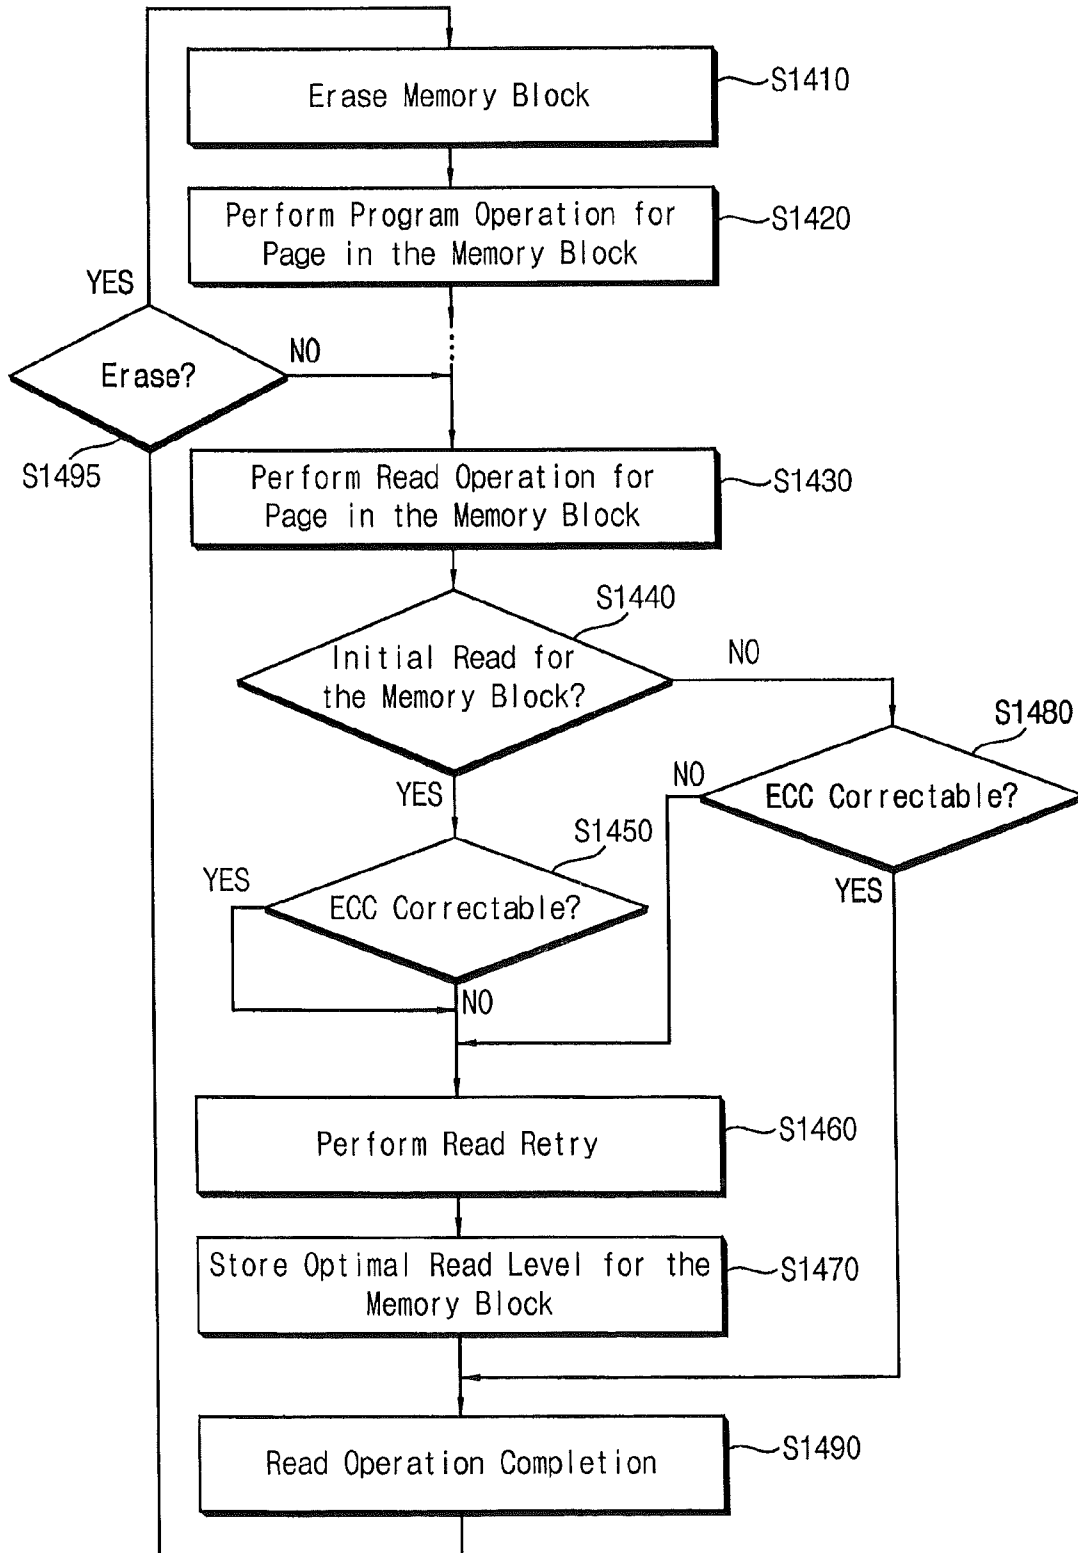 Erase Memory Block
S1410
Perform Program Operation for
Page in the Memory Block
S1420
YES
Erase?
NO
S1495
Perform Read Operation for
Page in the Memory Block
S1430
S1440
Initial Read for
the Memory Block?
NO
YES
S1480
ECC Correctable?
NO
YES
S1450
ECC Correctable?
YES
NO
Perform Read Retry
S1460
Store Optimal Read Level for the
Memory Block
S1470
Read Operation Completion
S1490